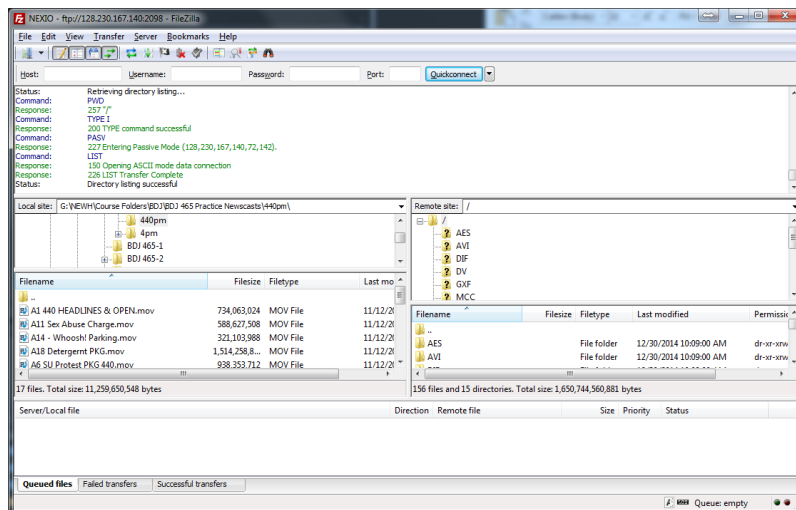 NEXIO - ftp://128.230.167.140:2098 - FileZilla
File Edit View Transfer Server Bookmarks Help
Host: Username: Password: Port: Quickconnect
Status: Retrieving directory listing...
Command: PWD
Response: 257 "/"
Command: TYPE I
Response: 200 TYPE command successful
Command: PASV
Response: 227 Entering Passive Mode (128,230,167,140,72,142).
Command: LIST
Response: 150 Opening ASCII mode data connection
Response: 226 LIST Transfer Complete
Status: Directory listing successful
Local site: G:\NEWH\Course Folders\BDJ\BDJ 465 Practice Newscasts\440pm\
440pm
4pm
BDJ 465-1
BDJ 465-2
Filename Filesize Filetype Last mo
..
A1 440 HEADLINES & OPEN.mov 734,063,024 MOV File 11/12/20
A11 Sex Abuse Charge.mov 588,627,508 MOV File 11/12/20
A14 - Whoosh! Parking.mov 321,103,988 MOV File 11/12/20
A18 Detergernt PKG.mov 1,514,258,8... MOV File 11/12/20
A6 SU Protest PKG 440.mov 938,353,712 MOV File 11/12/20
17 files. Total size: 11,259,650,548 bytes
Remote site: /
/
AES
AVI
DIF
DV
GXF
MCC
Filename Filesize Filetype Last modified Permissic
..
AES File folder 12/30/2014 10:09:00 AM dr-xr-xrw
AVI File folder 12/30/2014 10:09:00 AM dr-xr-xrw
156 files and 15 directories. Total size: 1,650,744,560,881 bytes
Server/Local file Direction Remote file Size Priority Status
Queued files Failed transfers Successful transfers
Queue: empty